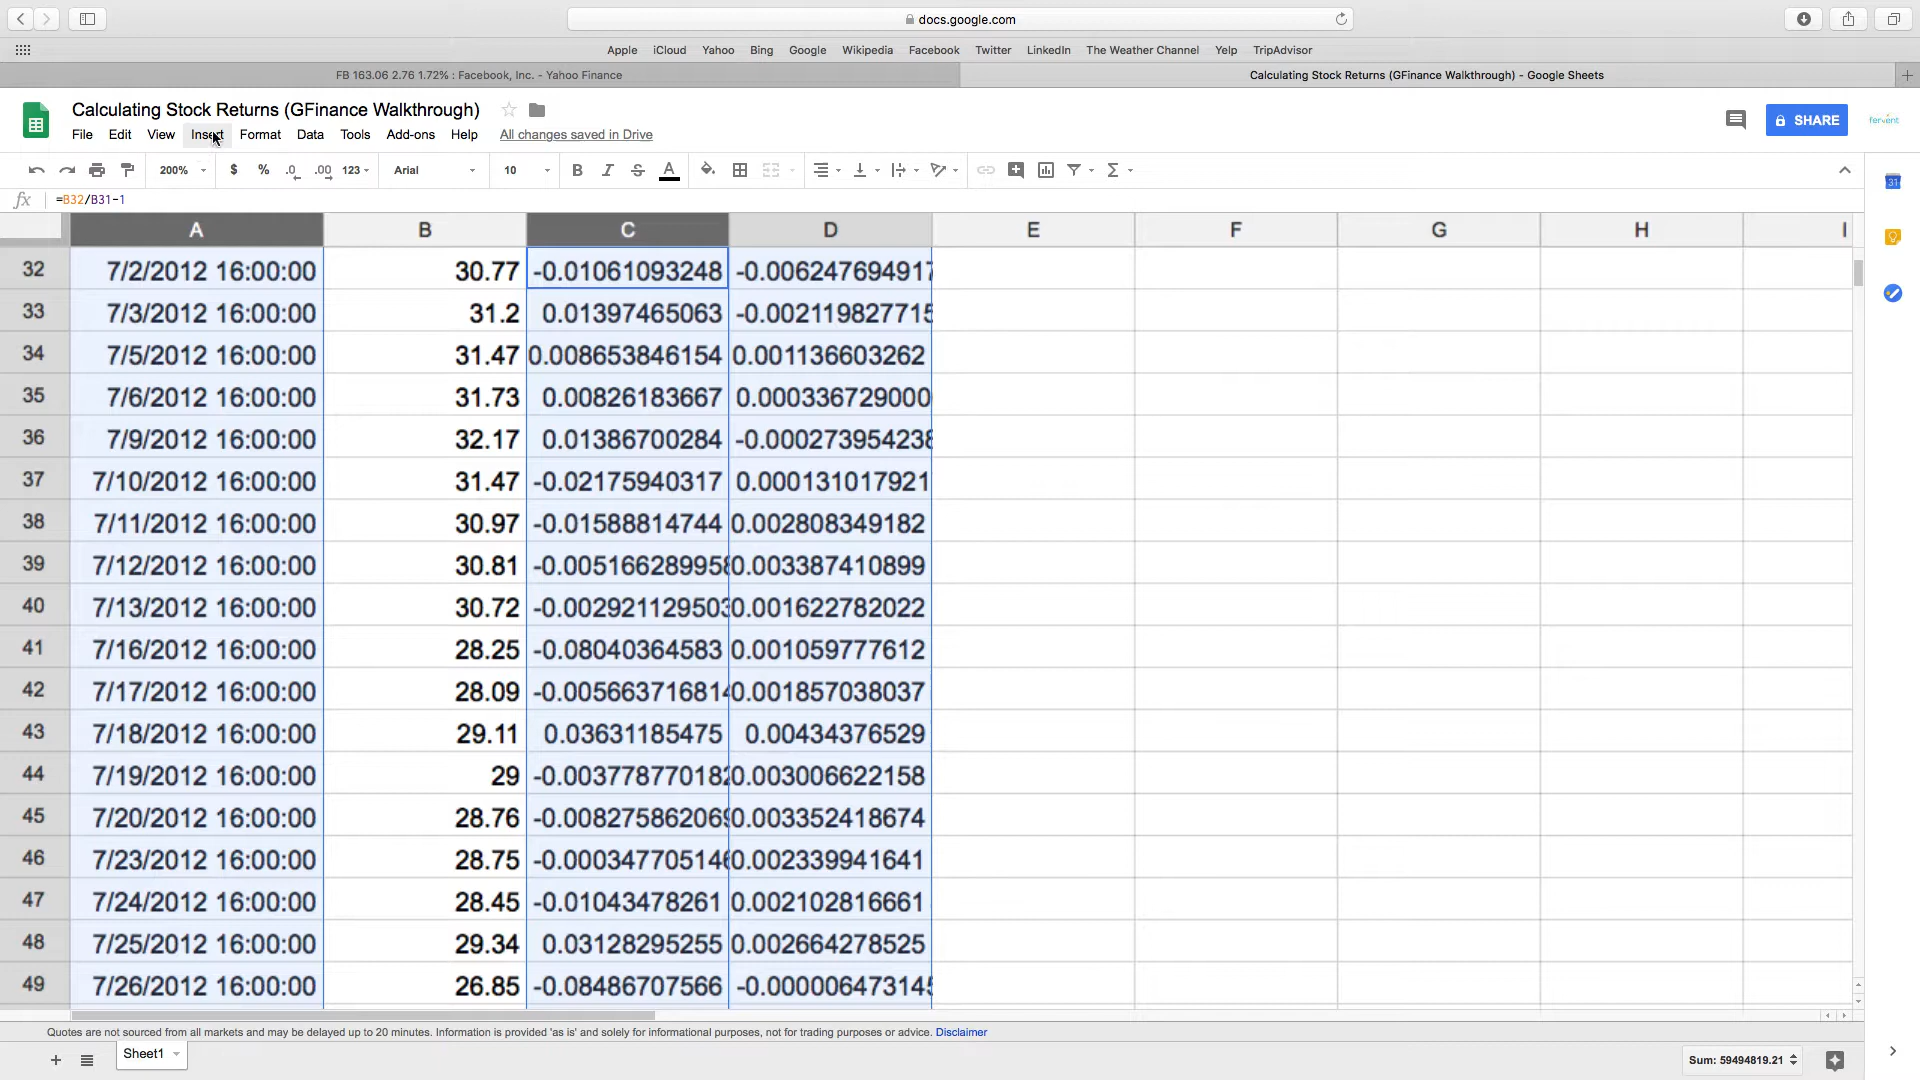 docs.google.com
Apple iCloud Yahoo Bing Google Wikipedia Facebook Twitter LinkedIn The Weather Channel Yelp TripAdvisor
FB 163.06 2.76 1.72% : Facebook, Inc. - Yahoo Finance
Calculating Stock Returns (GFinance Walkthrough) - Google Sheets
Calculating Stock Returns (GFinance Walkthrough)
File Edit View Insert Format Data Tools Add-ons Help All changes saved in Drive
SHARE
fervent
200% $ % .0 .00 123 Arial 10 B I S A Σ
31
fx =B32/B31-1
A B C D E F G H I
32 7/2/2012 16:00:00 30.77 -0.01061093248 -0.006247694917
33 7/3/2012 16:00:00 31.2 0.01397465063 -0.002119827715
34 7/5/2012 16:00:00 31.47 0.008653846154 0.001136603262
35 7/6/2012 16:00:00 31.73 0.00826183667 0.000336729000
36 7/9/2012 16:00:00 32.17 0.01386700284 -0.000273954238
37 7/10/2012 16:00:00 31.47 -0.02175940317 0.000131017921
38 7/11/2012 16:00:00 30.97 -0.01588814744 0.002808349182
39 7/12/2012 16:00:00 30.81 -0.005166289958 0.003387410899
40 7/13/2012 16:00:00 30.72 -0.002921129503 0.001622782022
41 7/16/2012 16:00:00 28.25 -0.08040364583 0.001059777612
42 7/17/2012 16:00:00 28.09 -0.005663716814 0.001857038037
43 7/18/2012 16:00:00 29.11 0.03631185475 0.00434376529
44 7/19/2012 16:00:00 29 -0.003778770182 0.003006622158
45 7/20/2012 16:00:00 28.76 -0.008275862069 0.003352418674
46 7/23/2012 16:00:00 28.75 -0.000347705146 0.002339941641
47 7/24/2012 16:00:00 28.45 -0.01043478261 0.002102816661
48 7/25/2012 16:00:00 29.34 0.03128295255 0.002664278525
49 7/26/2012 16:00:00 26.85 -0.08486707566 -0.000006473145
Quotes are not sourced from all markets and may be delayed up to 20 minutes. Information is provided 'as is' and solely for informational purposes, not for trading purposes or advice. Disclaimer
Sheet1
Sum: 59494819.21